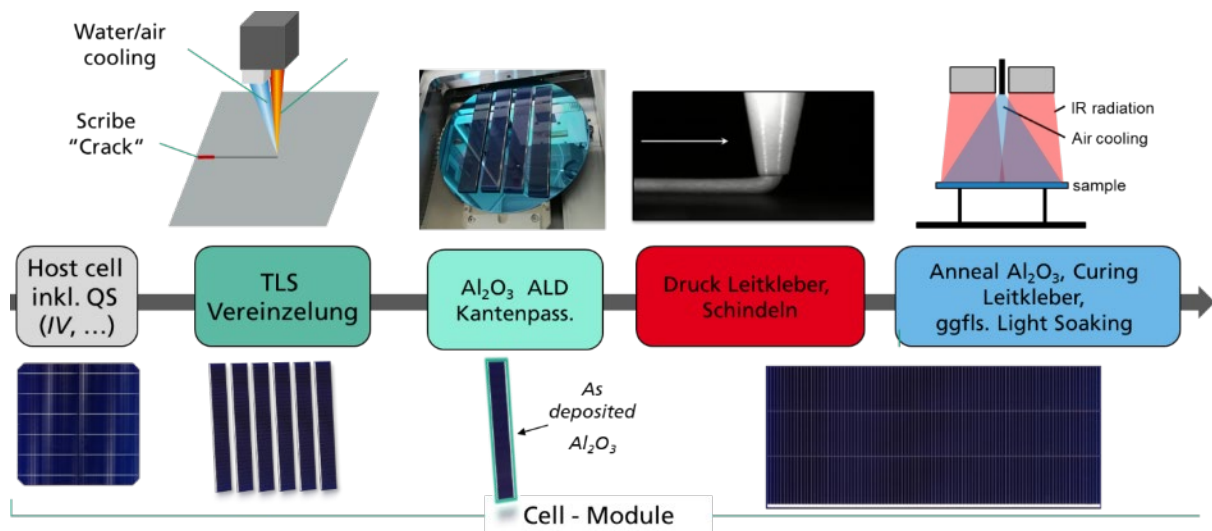 Water/air
cooling
Scribe
"Crack"
IR radiation
Air cooling
sample
Host cell
inkl. QS
(IV, ...)
TLS
Vereinzelung
Al₂O₃ ALD
Kantenpass.
Druck Leitkleber,
Schindeln
Anneal Al₂O₃, Curing
Leitkleber,
ggfls. Light Soaking
As
deposited
Al₂O₃
Cell - Module